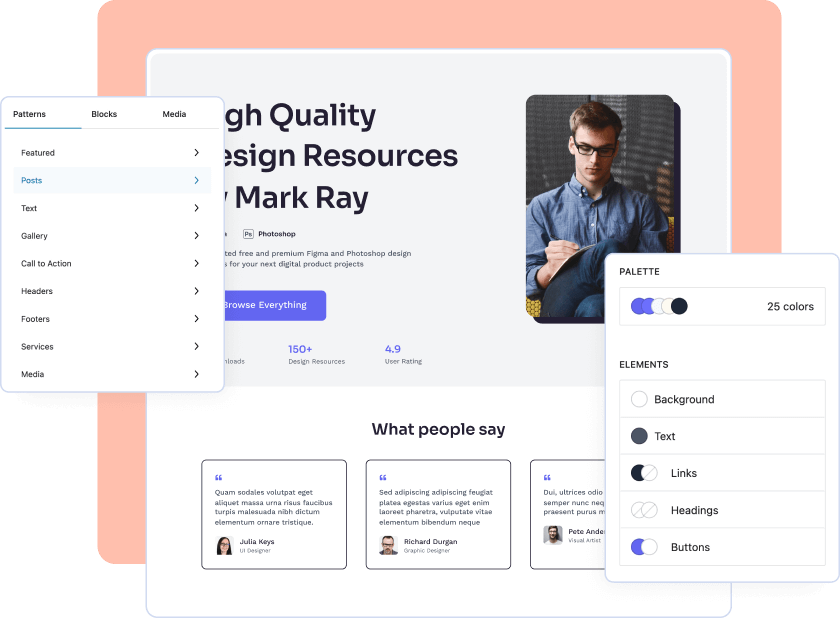 Patterns Blocks Media
Featured
Posts
Text
Gallery
Call to Action
Headers
Footers
Services
Media
gh Quality
esign Resources
Mark Ray
Ps Photoshop
ted free and premium Figma and Photoshop design
s for your next digital product projects
Browse Everything
nloads
150+
Design Resources
4.9
User Rating
What people say
“
Quam sodales volutpat eget
aliquet massa urna risus faucibus
turpis malesuada nibh dictum
elementum ornare tristique.
Julia Keys
UI Designer
“
Sed adipiscing adipiscing feugiat
platea egestas varius eget enim
laoreet pharetra, vulputate vitae
elementum bibendum neque
Richard Durgan
Graphic Designer
“
Dui, ultrices odio
semper nunc neq
praesent purus m
Pete Ande
Visual Artist
PALETTE
25 colors
ELEMENTS
Background
Text
Links
Headings
Buttons